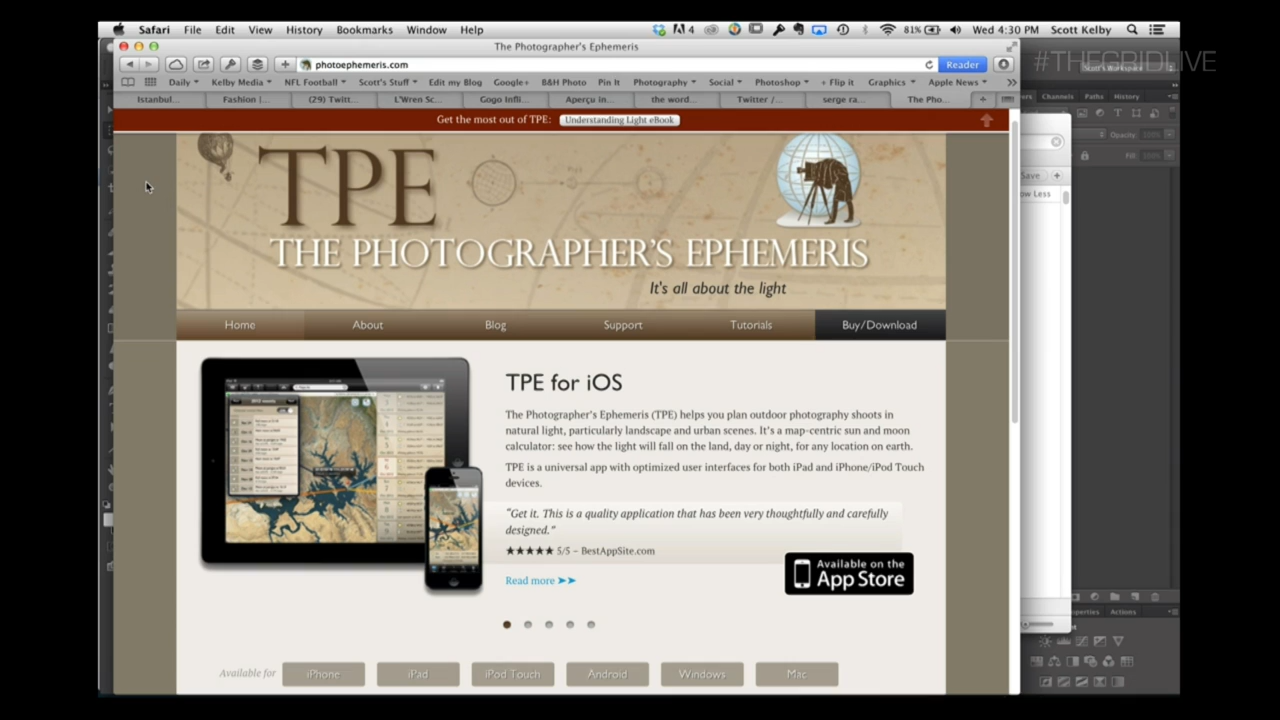 Safari File Edit View History Bookmarks Window Help 4 81% Wed 4:30 PM Scott Kelby
The Photographer's Ephemeris
#THEGRIDLIVE
photoephemeris.com Reader
Daily Kelby Media NFL Football Scott's Stuff Edit my Blog Google+ B&H Photo Pin It Photography Social Photoshop + Flip it Graphics Apple News
Istanbul... Fashion |... (29) Twitt... L'Wren Sc... Gogo Infli... Aperçu in... the word... Twitter /... serge ra... The Pho...
Channels Paths History
Get the most out of TPE: Understanding Light eBook
Opacity:
Fill:
Save
ow Less
TPE
THE PHOTOGRAPHER'S EPHEMERIS
It's all about the light
Home About Blog Support Tutorials Buy/Download
TPE for iOS
The Photographer's Ephemeris (TPE) helps you plan outdoor photography shoots in
natural light, particularly landscape and urban scenes. It's a map-centric sun and moon
calculator: see how the light will fall on the land, day or night, for any location on earth.
TPE is a universal app with optimized user interfaces for both iPad and iPhone/iPod Touch
devices.
"Get it. This is a quality application that has been very thoughtfully and carefully
designed."
★★★★★ 5/5 – BestAppSite.com
Read more ➤➤
Available on the
App Store
Available for iPhone iPad iPod Touch Android Windows Mac
operties Actions